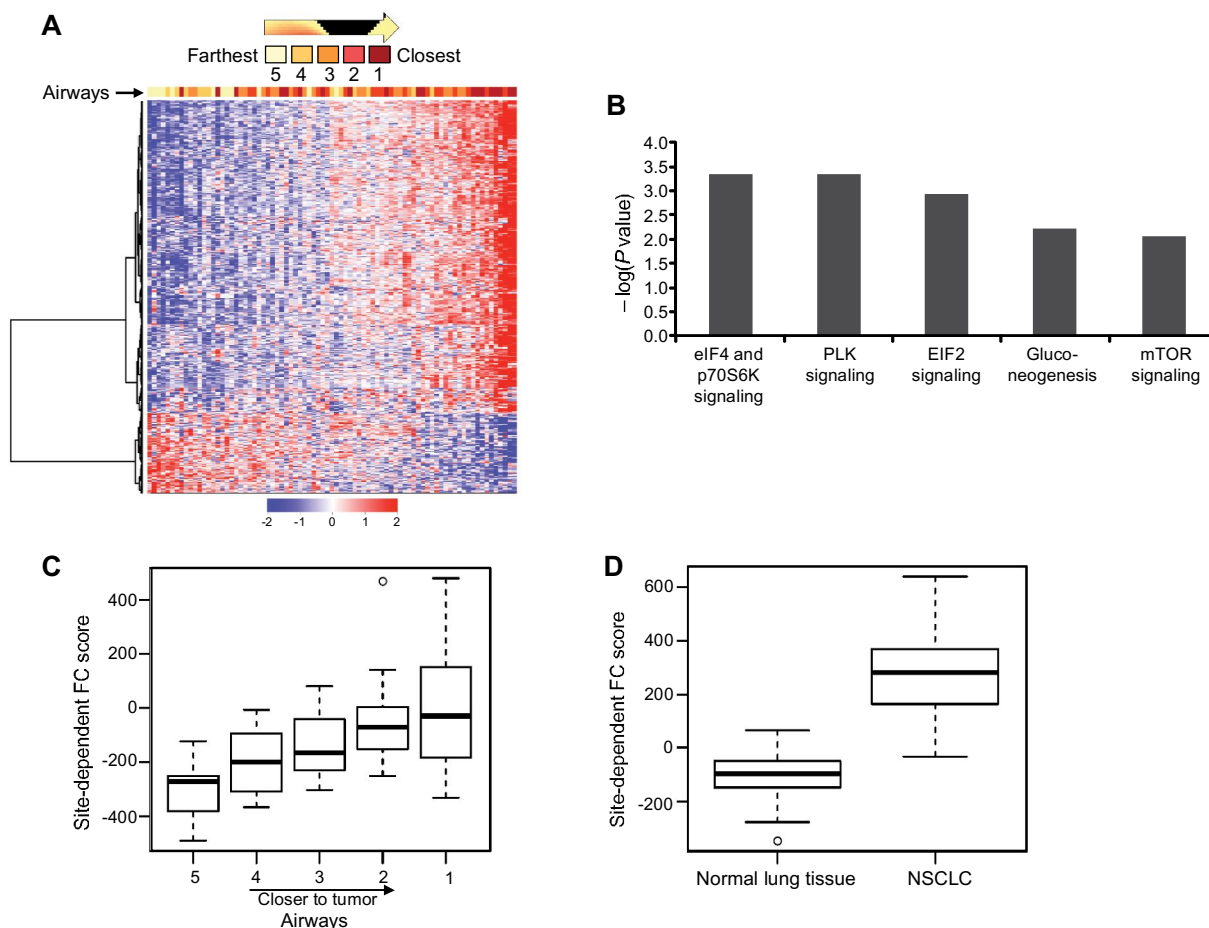 A
Farthest
Closest
5 4 3 2 1
Airways
-2 -1 0 1 2
B
– log(P value)
4.0
3.5
3.0
2.5
2.0
1.5
1.0
0.5
0.0
eIF4 and
p70S6K
signaling
PLK
signaling
EIF2
signaling
Gluco-
neogenesis
mTOR
signaling
C
Site-dependent FC score
400
200
0
-200
-400
5 4 3 2 1
Closer to tumor
Airways
D
Site-dependent FC score
600
400
200
0
-200
Normal lung tissue
NSCLC